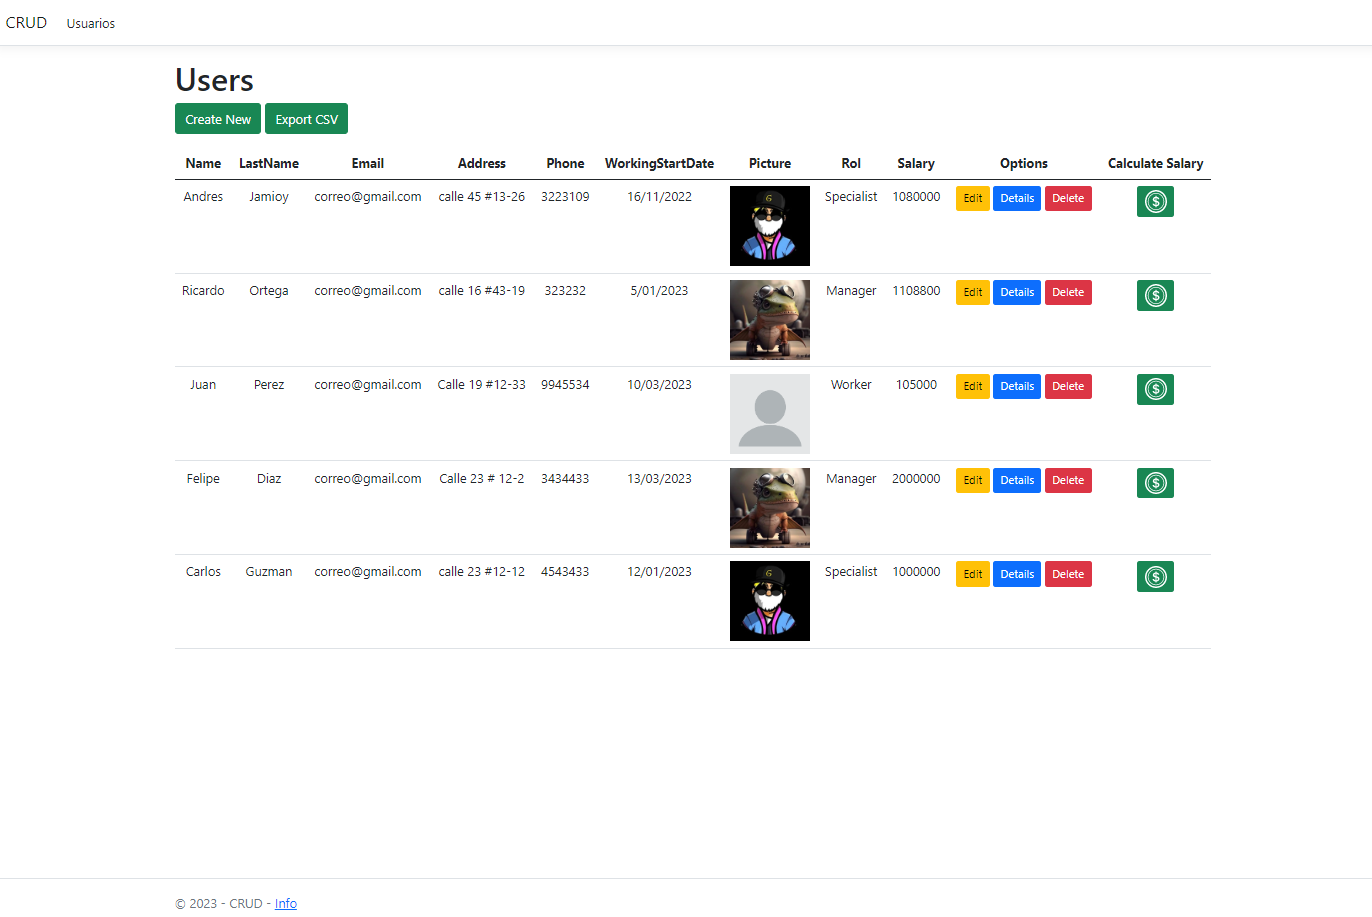 CRUD Usuarios
Users
Create New Export CSV
Name LastName Email Address Phone WorkingStartDate Picture Rol Salary Options Calculate Salary
Andres Jamioy correo@gmail.com calle 45 #13-26 3223109 16/11/2022 Specialist 1080000 Edit Details Delete $
Ricardo Ortega correo@gmail.com calle 16 #43-19 323232 5/01/2023 Manager 1108800 Edit Details Delete $
Juan Perez correo@gmail.com Calle 19 #12-33 9945534 10/03/2023 Worker 105000 Edit Details Delete $
Felipe Diaz correo@gmail.com Calle 23 # 12-2 3434433 13/03/2023 Manager 2000000 Edit Details Delete $
Carlos Guzman correo@gmail.com calle 23 #12-12 4543433 12/01/2023 Specialist 1000000 Edit Details Delete $
© 2023 - CRUD - Info